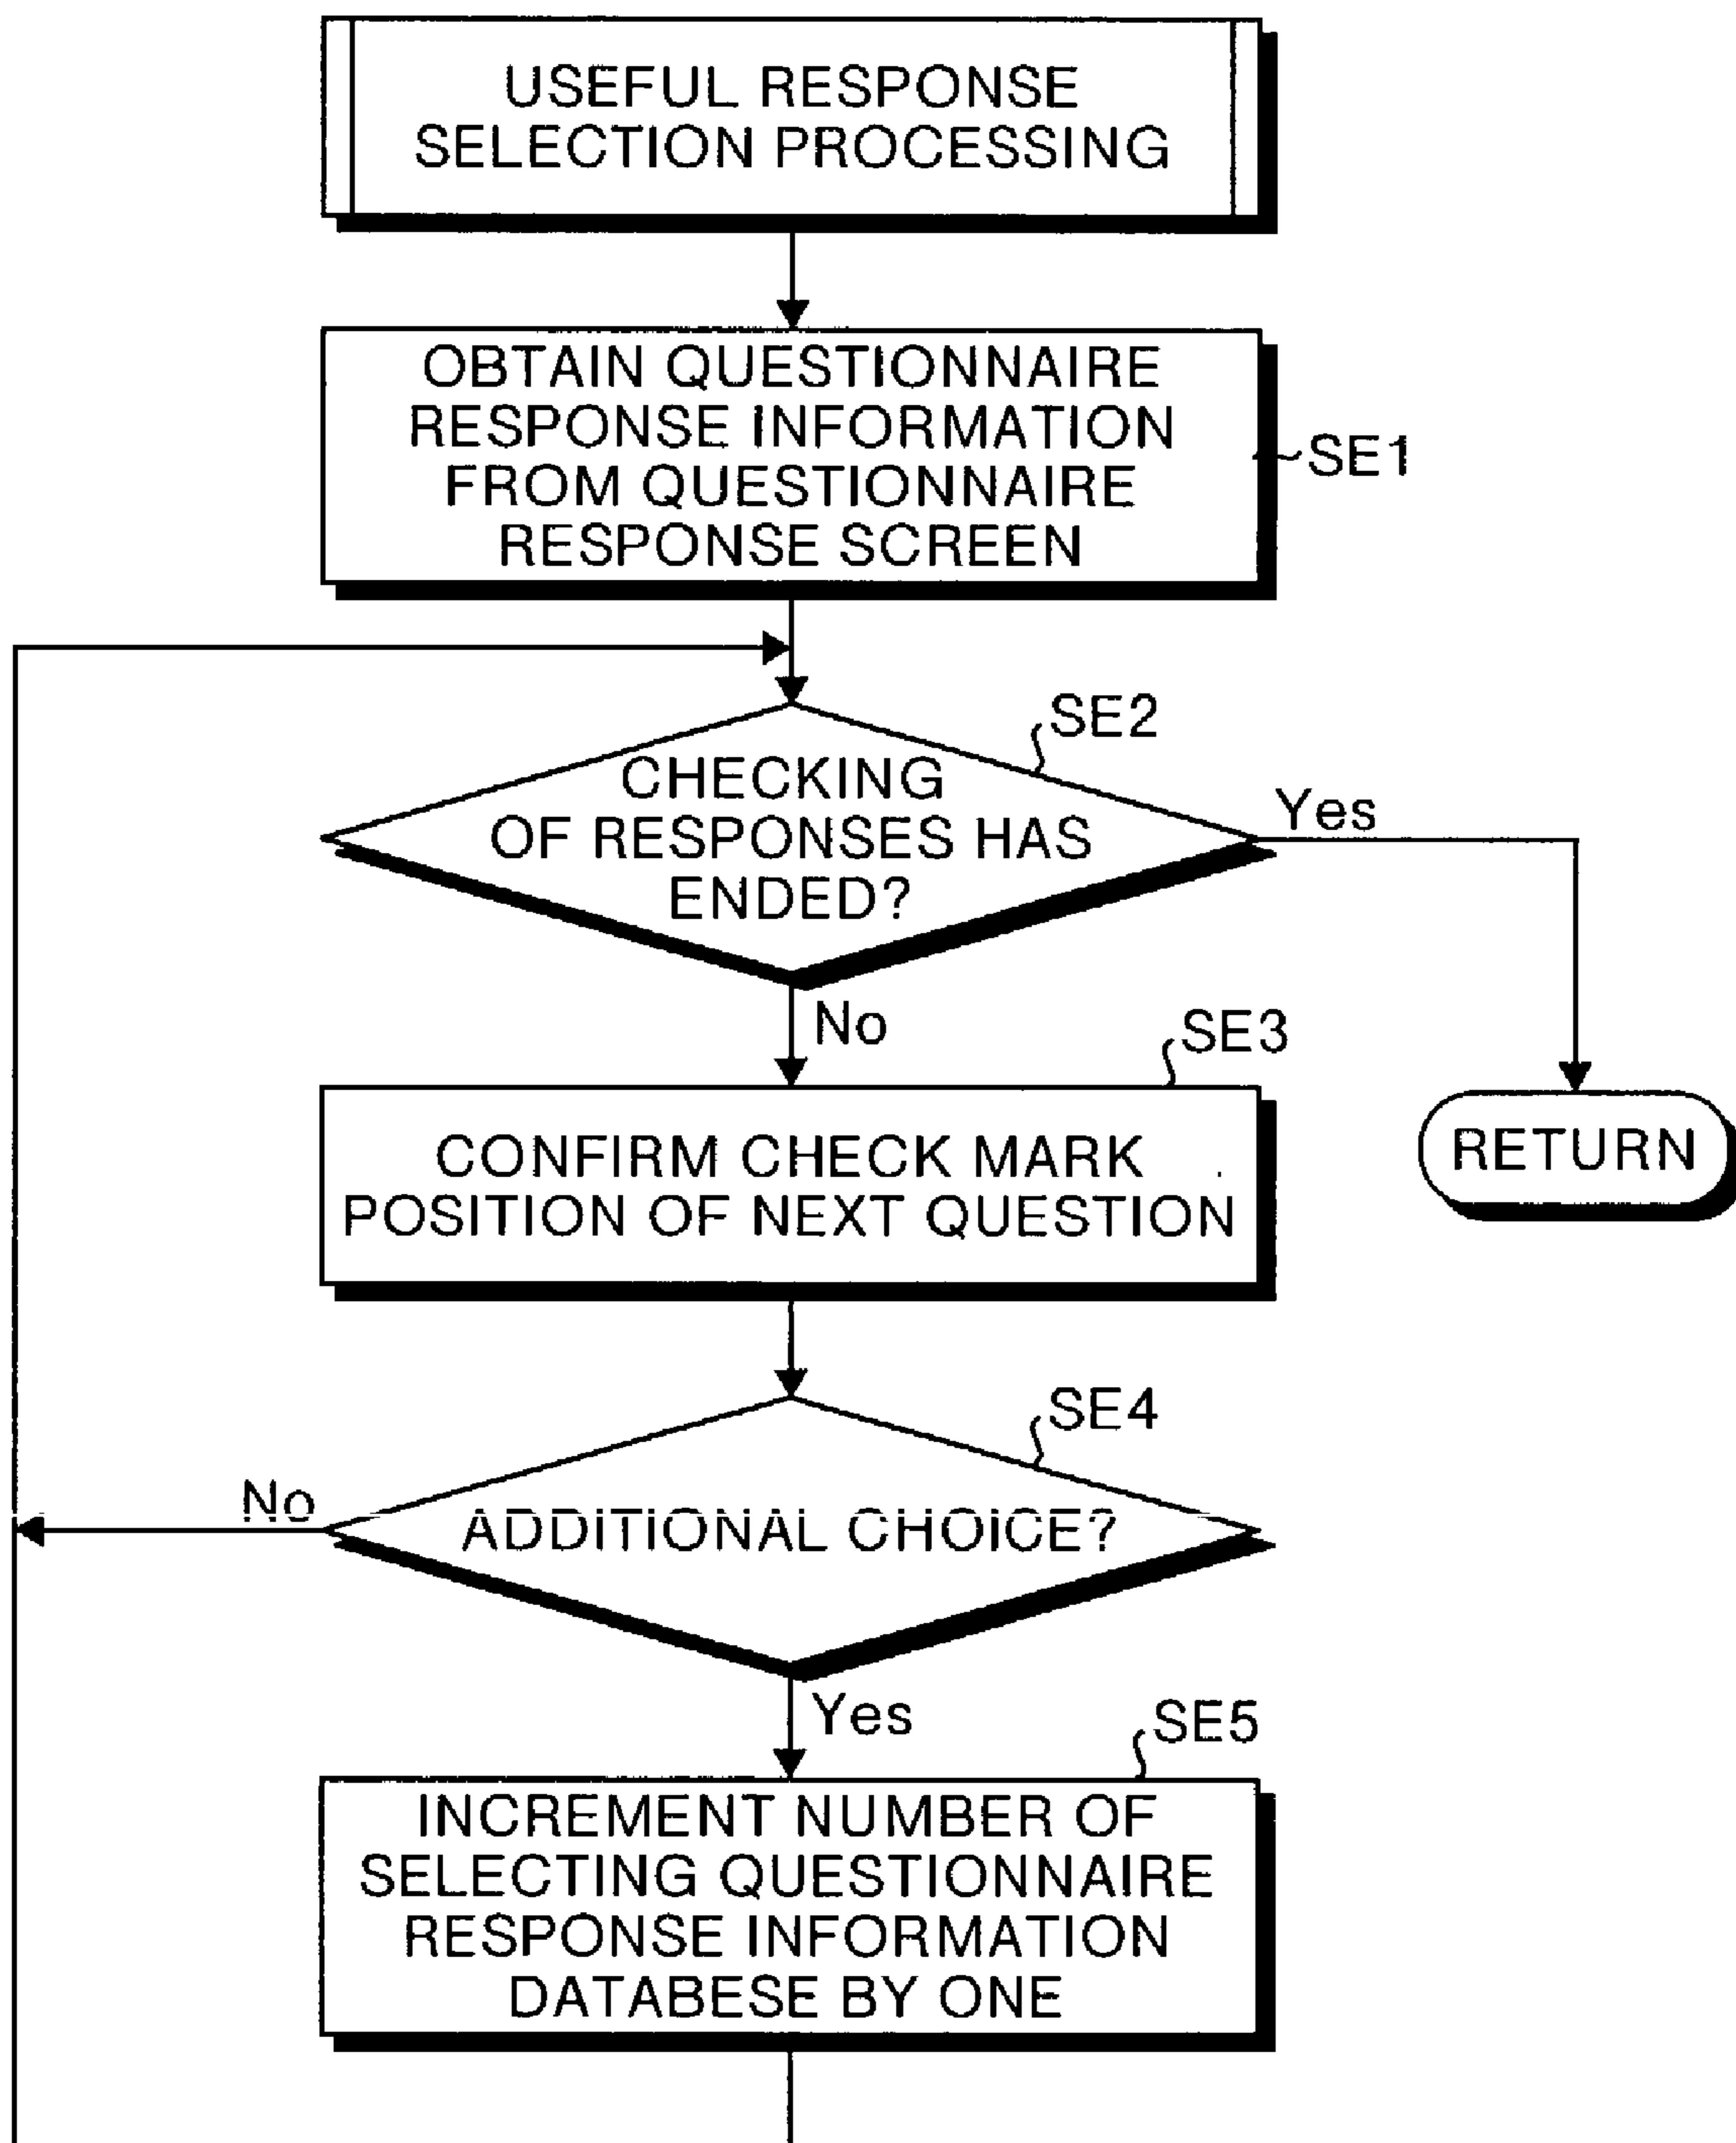 USEFUL RESPONSE
SELECTION PROCESSING
OBTAIN QUESTIONNAIRE
RESPONSE INFORMATION
FROM QUESTIONNAIRE
RESPONSE SCREEN
SE1
SE2
CHECKING
OF RESPONSES HAS
ENDED?
Yes
No
SE3
CONFIRM CHECK MARK
POSITION OF NEXT QUESTION
RETURN
SE4
No
ADDITIONAL CHOICE?
Yes
SE5
INCREMENT NUMBER OF
SELECTING QUESTIONNAIRE
RESPONSE INFORMATION
DATABESE BY ONE